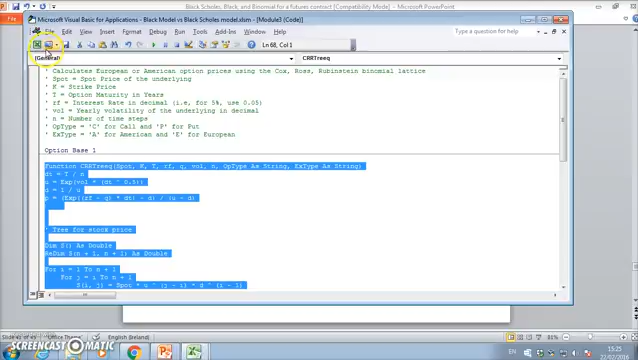 Black Scholes, Black, and Binomial for a futures contract [Compatibility Mode] - Microsoft PowerPoint
Microsoft Visual Basic for Applications - Black Model vs Black Scholes model.xlsm - [Module3 (Code)]
File Edit View Insert Format Debug Run Tools Add-Ins Window Help
Ln 68, Col 1
(General) CRRTreeq
' Calculates European or American option prices using the Cox, Ross, Rubinstein binomial lattice
' Spot = Spot Price of the underlying
' K = Strike Price
' T = Option Maturity in Years
' rf = Interest Rate in decimal (i.e, for 5%, use 0.05)
' vol = Yearly volatility of the underlying in decimal
' n = Number of time steps
' OpType = 'C' for Call and 'P' for Put
' ExType = 'A' for American and 'E' for European
Option Base 1
Function CRRTreeq(Spot, K, T, rf, q, vol, n, OpType As String, ExType As String)
dt = T / n
u = Exp(vol * (dt ^ 0.5))
d = 1 / u
p = (Exp((rf - q) * dt) - d) / (u - d)
'
' Tree for stock price
Dim S() As Double
ReDim S(n + 1, n + 1) As Double
For i = 1 To n + 1
For j = i To n + 1
S(i, j) = Spot * u ^ (j - i) * d ^ (i - 1)
English (Ireland)
RECORDED WITH
SCREENCAST MATIC
15:25
22/02/2016